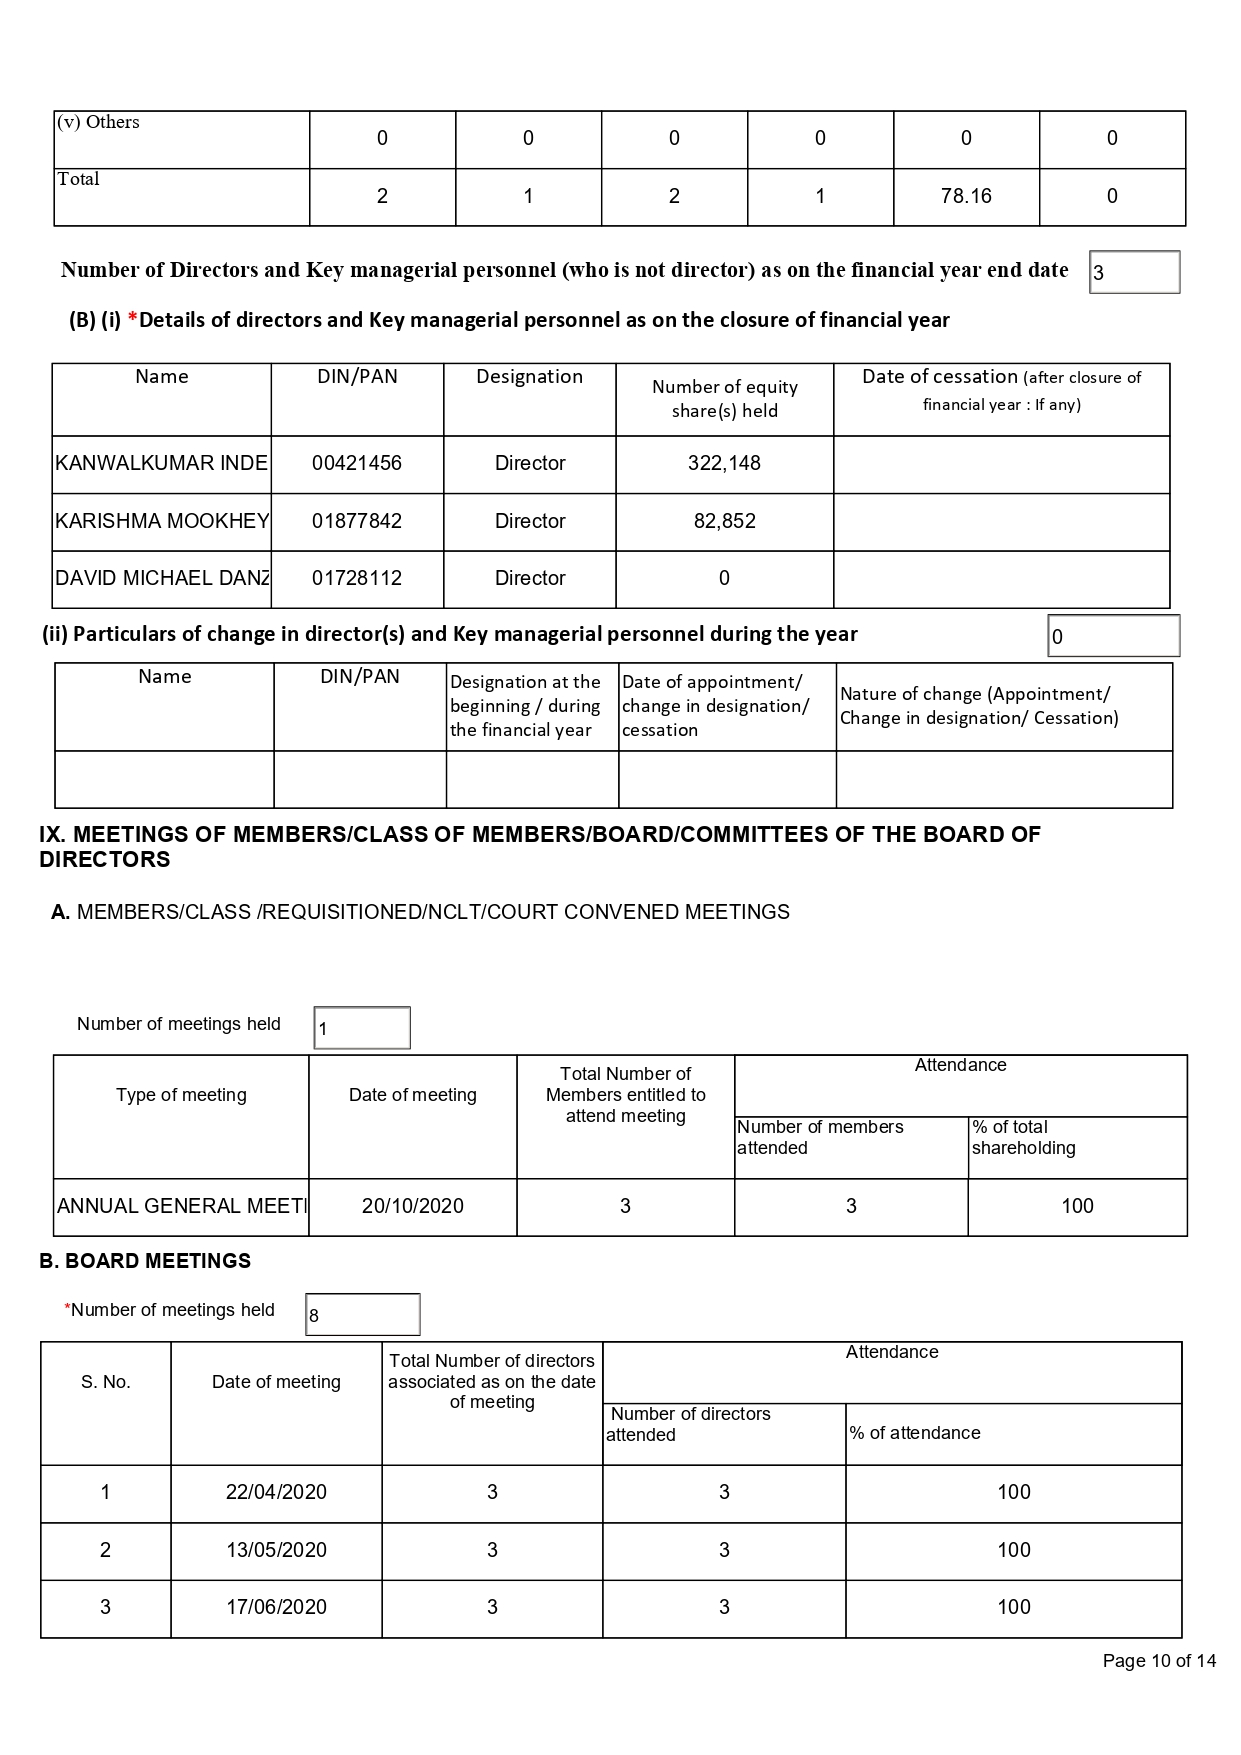 (v) Others 0 0 0 0 0 0
Total 2 1 2 1 78.16 0
Number of Directors and Key managerial personnel (who is not director) as on the financial year end date 3
(B) (i) *Details of directors and Key managerial personnel as on the closure of financial year
Name DIN/PAN Designation Number of equity share(s) held Date of cessation (after closure of financial year : If any)
KANWALKUMAR INDE 00421456 Director 322,148
KARISHMA MOOKHEY 01877842 Director 82,852
DAVID MICHAEL DANZ 01728112 Director 0
(ii) Particulars of change in director(s) and Key managerial personnel during the year 0
Name DIN/PAN Designation at the beginning / during the financial year Date of appointment/ change in designation/ cessation Nature of change (Appointment/ Change in designation/ Cessation)
IX. MEETINGS OF MEMBERS/CLASS OF MEMBERS/BOARD/COMMITTEES OF THE BOARD OF
DIRECTORS
A. MEMBERS/CLASS /REQUISITIONED/NCLT/COURT CONVENED MEETINGS
Number of meetings held 1
Type of meeting Date of meeting Total Number of Members entitled to attend meeting Attendance
Number of members attended % of total shareholding
ANNUAL GENERAL MEETI 20/10/2020 3 3 100
B. BOARD MEETINGS
*Number of meetings held 8
S. No. Date of meeting Total Number of directors associated as on the date of meeting Attendance
Number of directors attended % of attendance
1 22/04/2020 3 3 100
2 13/05/2020 3 3 100
3 17/06/2020 3 3 100
Page 10 of 14